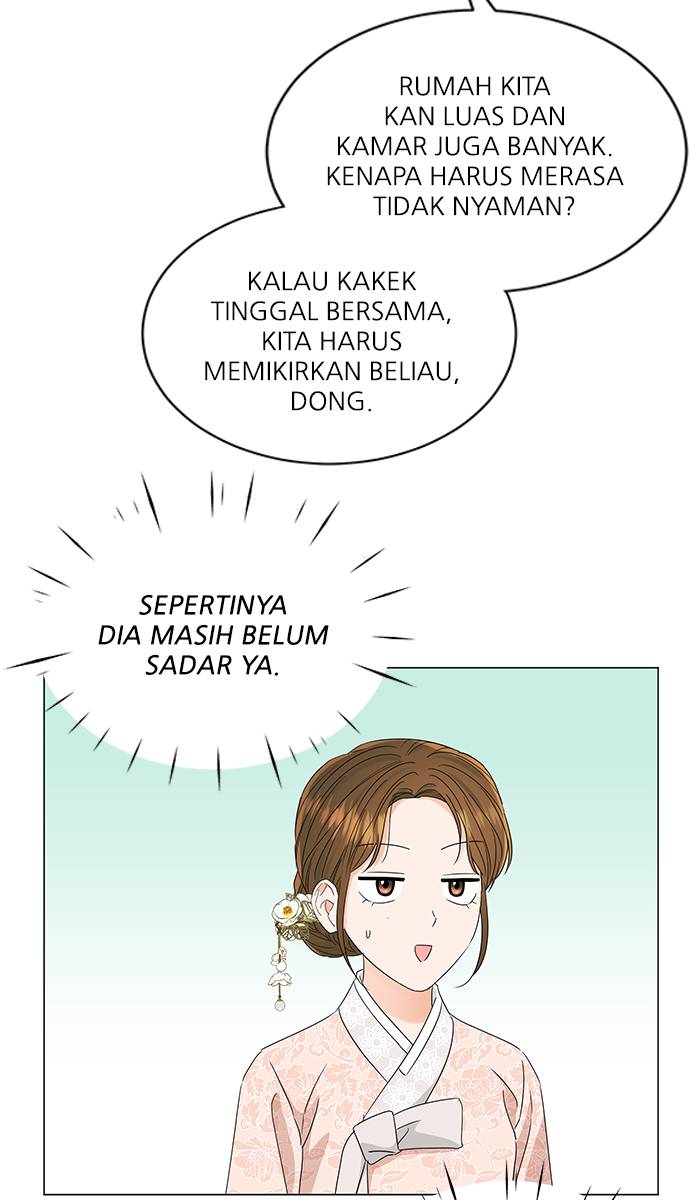 RUMAH KITA
KAN LUAS DAN
KAMAR JUGA BANYAK.
KENAPA HARUS MERASA
TIDAK NYAMAN?
KALAU KAKEK
TINGGAL BERSAMA,
KITA HARUS
MEMIKIRKAN BELIAU,
DONG.
SEPERTINYA
DIA MASIH BELUM
SADAR YA.